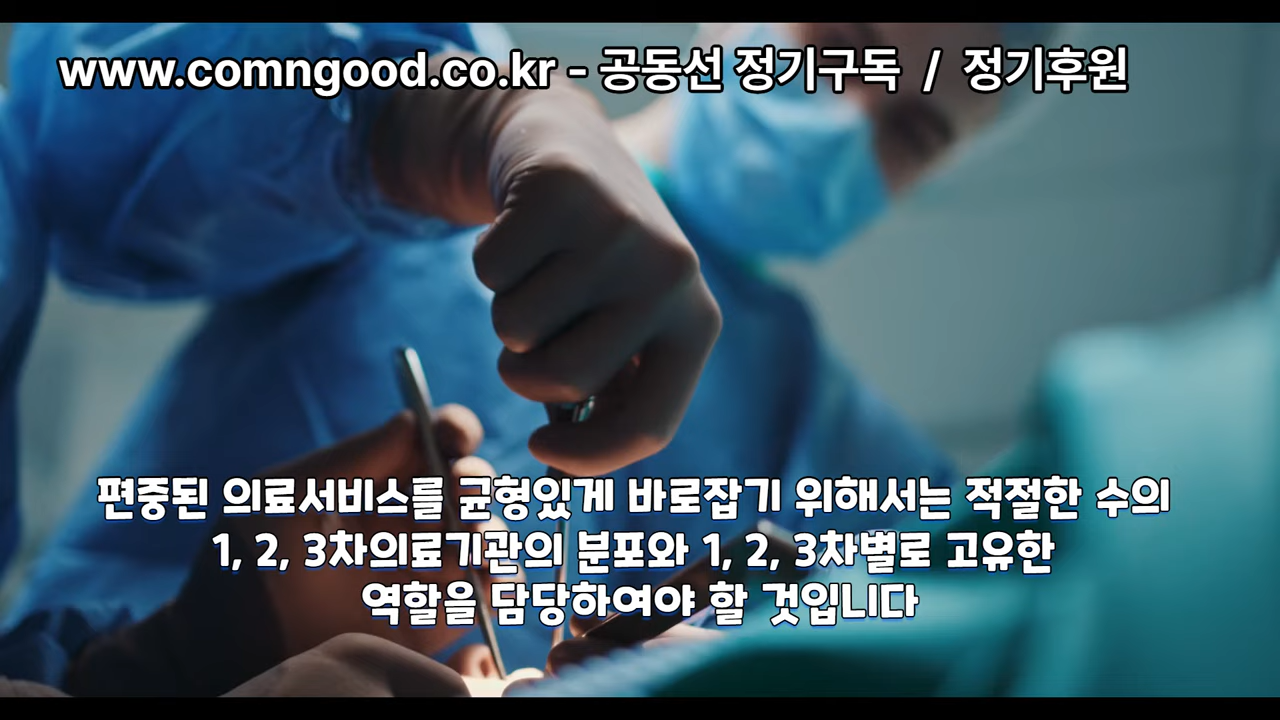 www.comngood.co.kr - 공동선 정기구독 / 정기후원
편중된 의료서비스를 균형있게 바로잡기 위해서는 적절한 수의
1, 2, 3차의료기관의 분포와 1, 2, 3차별로 고유한
역할을 담당하여야 할 것입니다